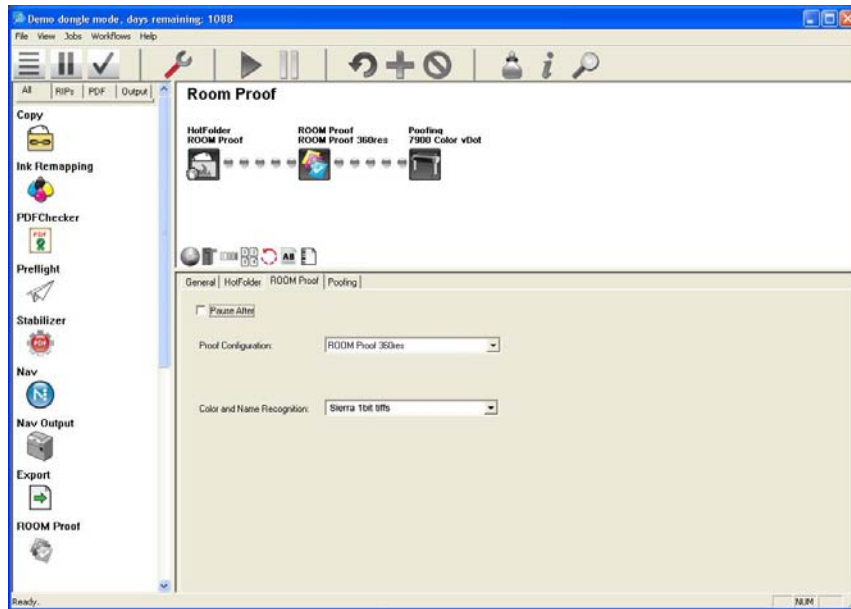 Demo dongle mode, days remaining: 1088
File View Jobs Workflows Help
All RIPs PDF Output
Copy
Ink Remapping
PDFChecker
PDF
Preflight
Stabilizer
PDF
Nav
N
Nav Output
Export
ROOM Proof
Room Proof
HotFolder ROOM Proof Poofing
ROOM Proof ROOM Proof 360res 7900 Color vDot
AB
General HotFolder ROOM Proof Poofing
Pause After
Proof Configuration: ROOM Proof 360res
Color and Name Recognition: Sierra 1bit tiffs
Ready. NUM